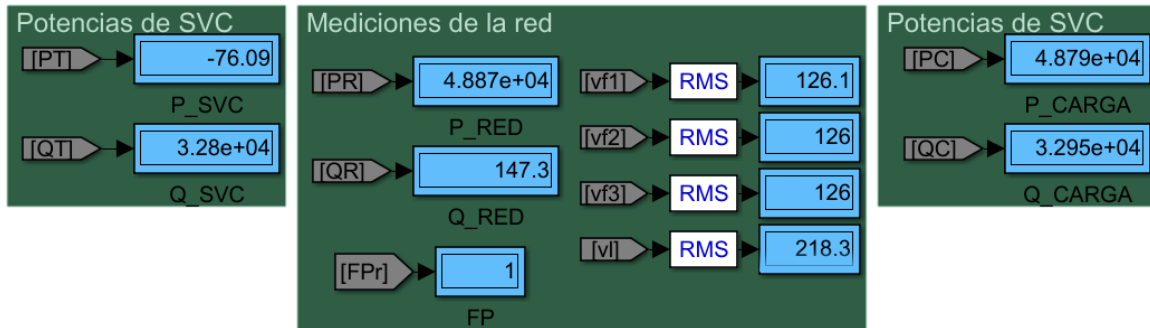 Potencias de SVC
[PT]
-76.09
P_SVC
[QT]
3.28e+04
Q_SVC
Mediciones de la red
[PR]
4.887e+04
P_RED
[QR]
147.3
Q_RED
[FPr]
1
FP
[vf1]
RMS
126.1
[vf2]
RMS
126
[vf3]
RMS
126
[vl]
RMS
218.3
Potencias de SVC
[PC]
4.879e+04
P_CARGA
[QC]
3.295e+04
Q_CARGA